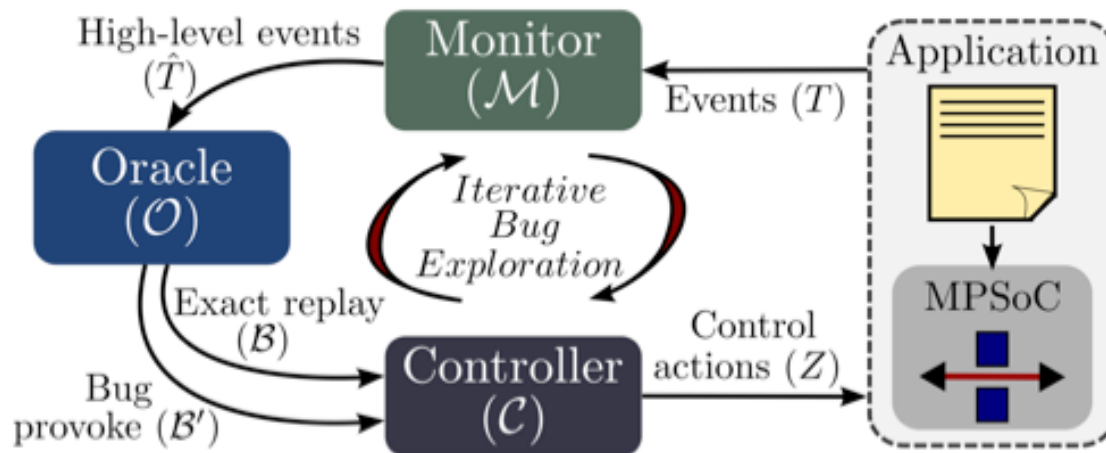 High-level events
(T̂)
Monitor
(ℳ)
Events (T)
Application
Oracle
(𝒪)
Iterative
Bug
Exploration
Exact replay
(ℬ)
Bug
provoke (ℬ′)
Controller
(𝒞)
Control
actions (Z)
MPSoC